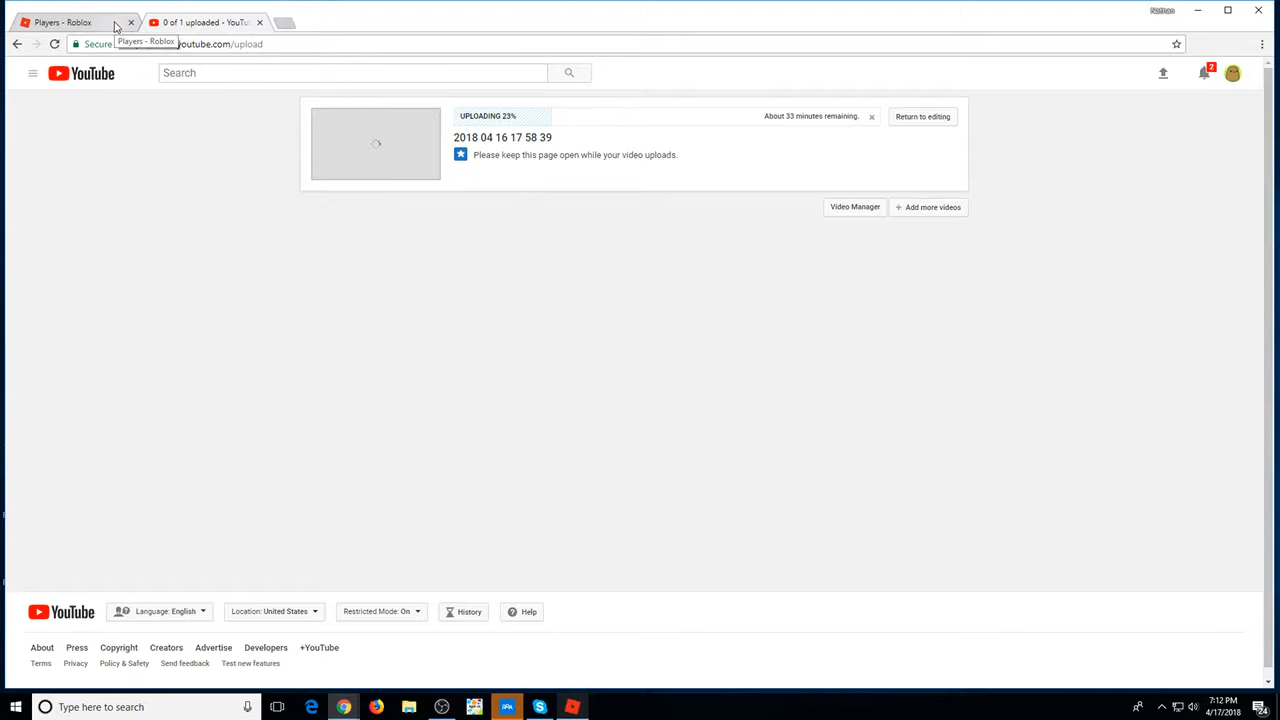 Players - Roblox
0 of 1 uploaded - YouTu
Nathan
Players - Roblox
Secure
youtube.com/upload
YouTube
Search
2
UPLOADING 23%
About 33 minutes remaining.
Return to editing
2018 04 16 17 58 39
Please keep this page open while your video uploads.
Video Manager
+ Add more videos
YouTube
Language: English
Location: United States
Restricted Mode: On
History
Help
About
Press
Copyright
Creators
Advertise
Developers
+YouTube
Terms
Privacy
Policy & Safety
Send feedback
Test new features
Type here to search
7:12 PM
4/17/2018
24